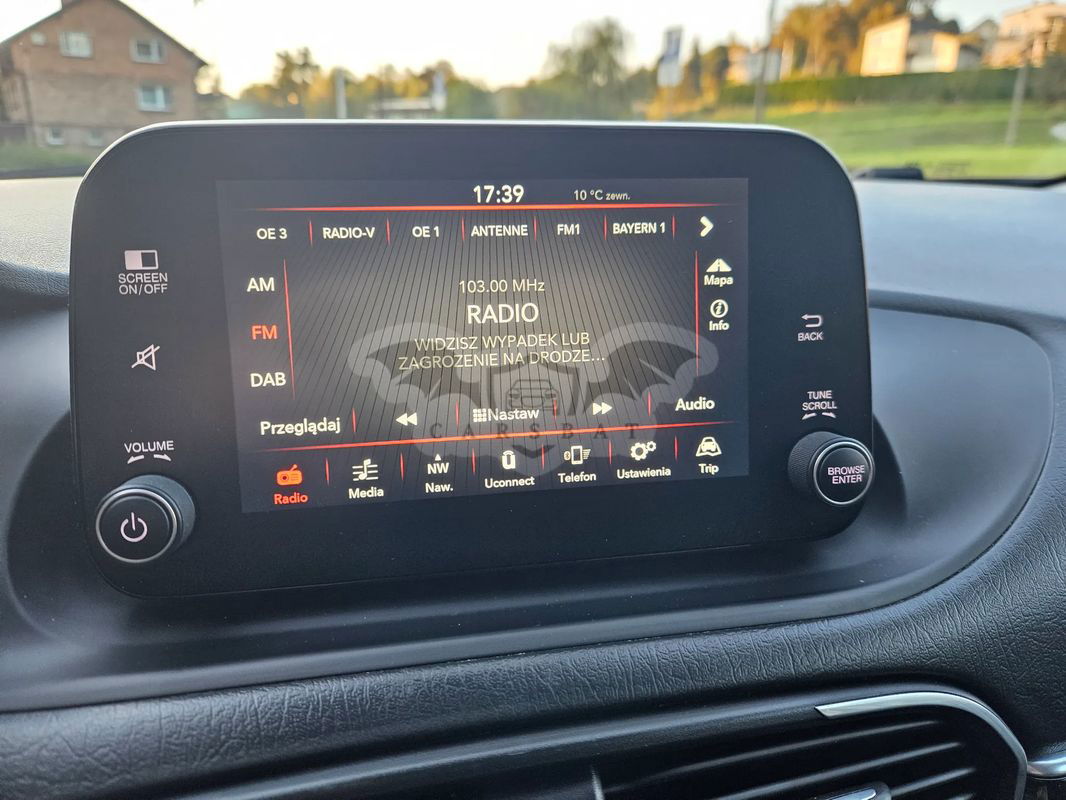 17:39 10 °C zewn.
OE 3 RADIO-V OE 1 ANTENNE FM1 BAYERN 1
SCREEN
ON/OFF
AM
FM
DAB
103.00 MHz
RADIO
WIDZISZ WYPADEK LUB
ZAGROŻENIE NA DRODZE...
Mapa
Info
BACK
TUNE
SCROLL
Przeglądaj Nastaw Audio
CARSBAT
VOLUME
Radio Media NW Naw. Uconnect Telefon Ustawienia Trip
BROWSE
ENTER